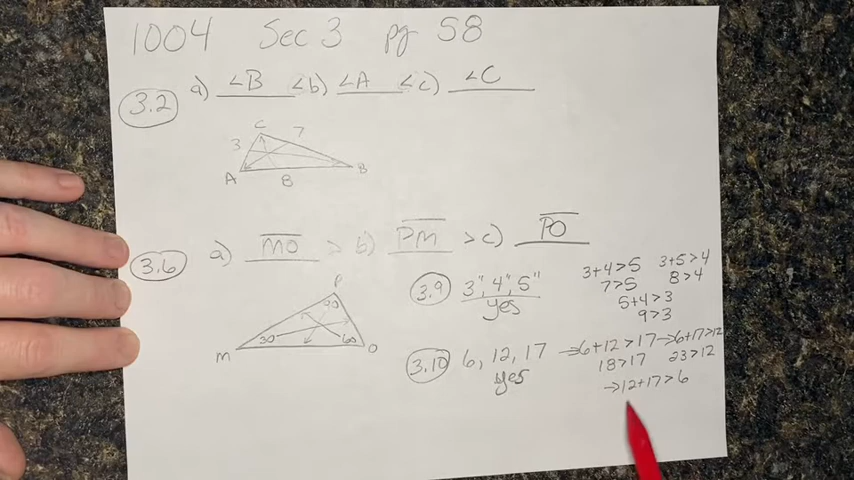 1004 Sec 3 pg 58
3.2 a) ∠B < b) ∠A < c) ∠C
C
3 7
A 8 B
3.6 a) MO > b) PM > c) PO
P
90
30 60
M O
3.9 3", 4", 5"
yes
3+4>5 3+5>4
7>5 8>4
5+4>3
9>3
3.10 6, 12, 17 →6+12>17 →6+17>12
yes 18>17 23>12
→12+17>6